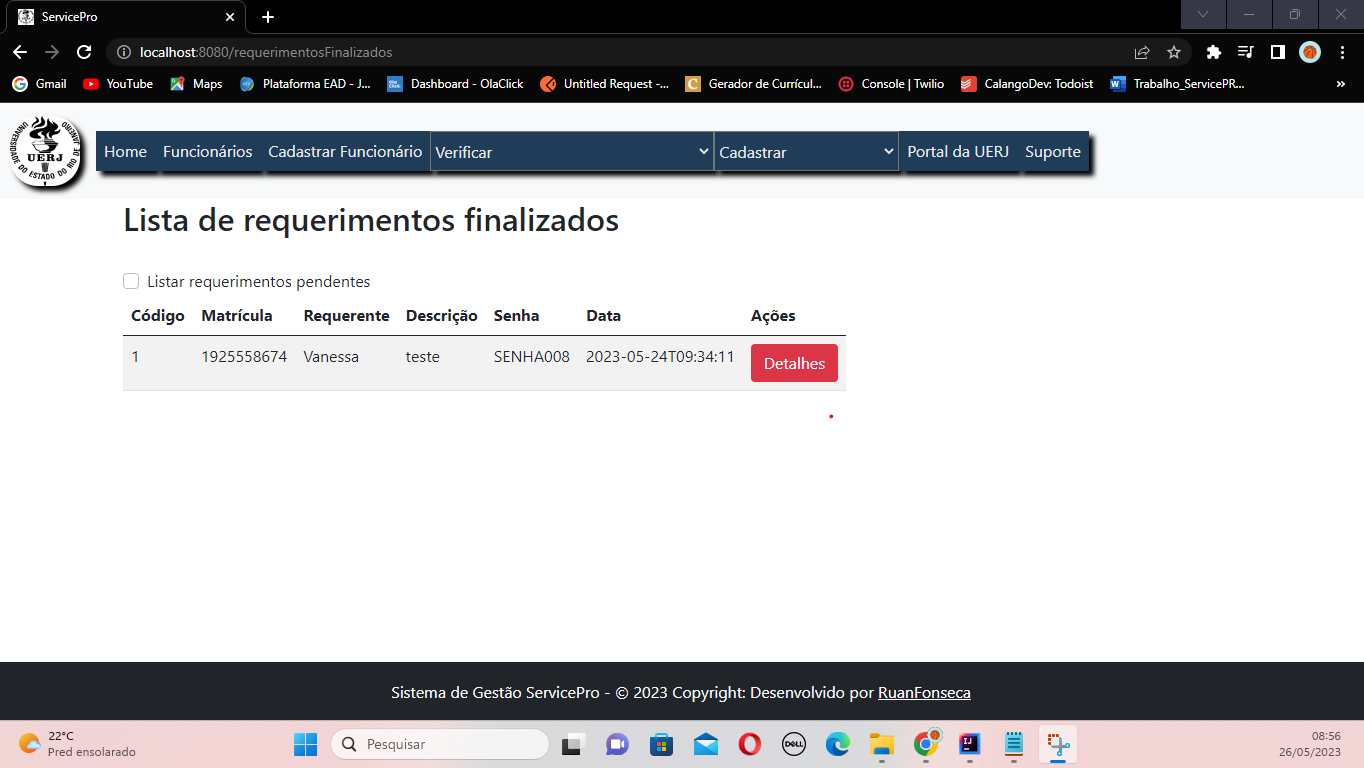 ServicePro
localhost:8080/requerimentosFinalizados
Gmail YouTube Maps Plataforma EAD - J... Dashboard - OlaClick Untitled Request -... Gerador de Currícul... Console | Twilio CalangoDev: Todoist Trabalho_ServicePR... »
UNIVERSIDADE DO ESTADO DO RIO DE JANEIRO
UERJ
Home Funcionários Cadastrar Funcionário Verificar Cadastrar Portal da UERJ Suporte
Lista de requerimentos finalizados
Listar requerimentos pendentes
Código Matrícula Requerente Descrição Senha Data Ações
1 1925558674 Vanessa teste SENHA008 2023-05-24T09:34:11 Detalhes
Sistema de Gestão ServicePro - © 2023 Copyright: Desenvolvido por RuanFonseca
22°C
Pred ensolarado
Pesquisar
DELL
08:56
26/05/2023